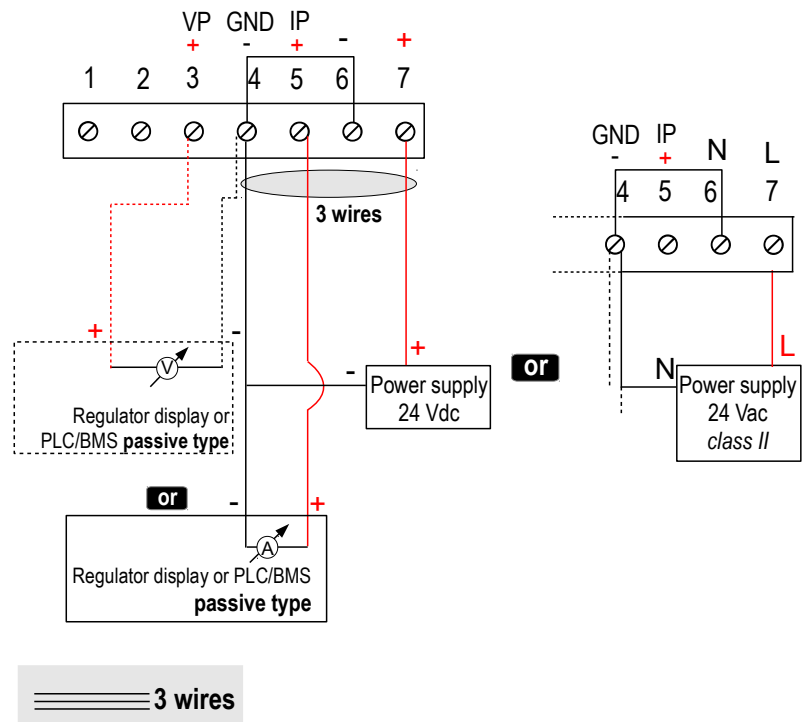 VP GND IP
+ - + - +
1 2 3 4 5 6 7
3 wires
+ -
V
Regulator display or
PLC/BMS passive type
- +
Power supply
24 Vdc
or
- +
A
Regulator display or PLC/BMS
passive type
3 wires
or
GND IP N L
- +
4 5 6 7
N L
Power supply
24 Vac
class II